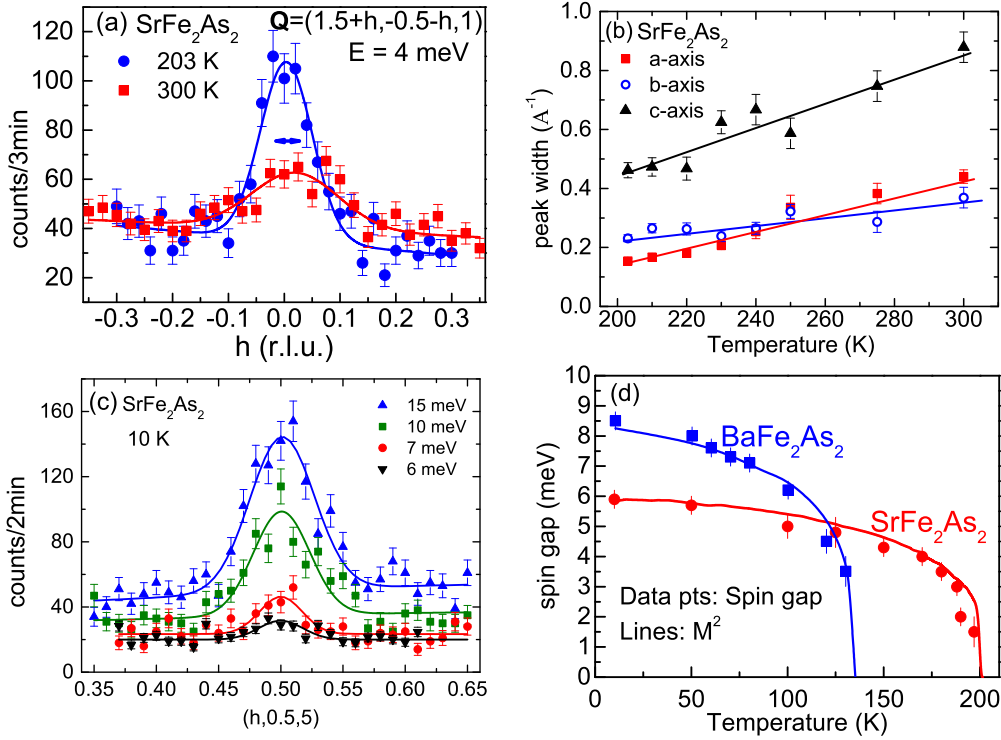 (a) SrFe₂As₂ Q=(1.5+h,-0.5-h,1)
E = 4 meV
203 K
300 K
counts/3min
120
100
80
60
40
20
-0.3 -0.2 -0.1 0.0 0.1 0.2 0.3
h (r.l.u.)
(b) SrFe₂As₂
a-axis
b-axis
c-axis
peak width (A⁻¹)
1.0
0.8
0.6
0.4
0.2
0.0
200 220 240 260 280 300
Temperature (K)
(c) SrFe₂As₂
10 K
15 meV
10 meV
7 meV
6 meV
counts/2min
160
120
80
40
0
0.35 0.40 0.45 0.50 0.55 0.60 0.65
(h,0.5,5)
(d)
BaFe₂As₂
SrFe₂As₂
Data pts: Spin gap
Lines: M²
spin gap (meV)
10
9
8
7
6
5
4
3
2
1
0
0 50 100 150 200
Temperature (K)